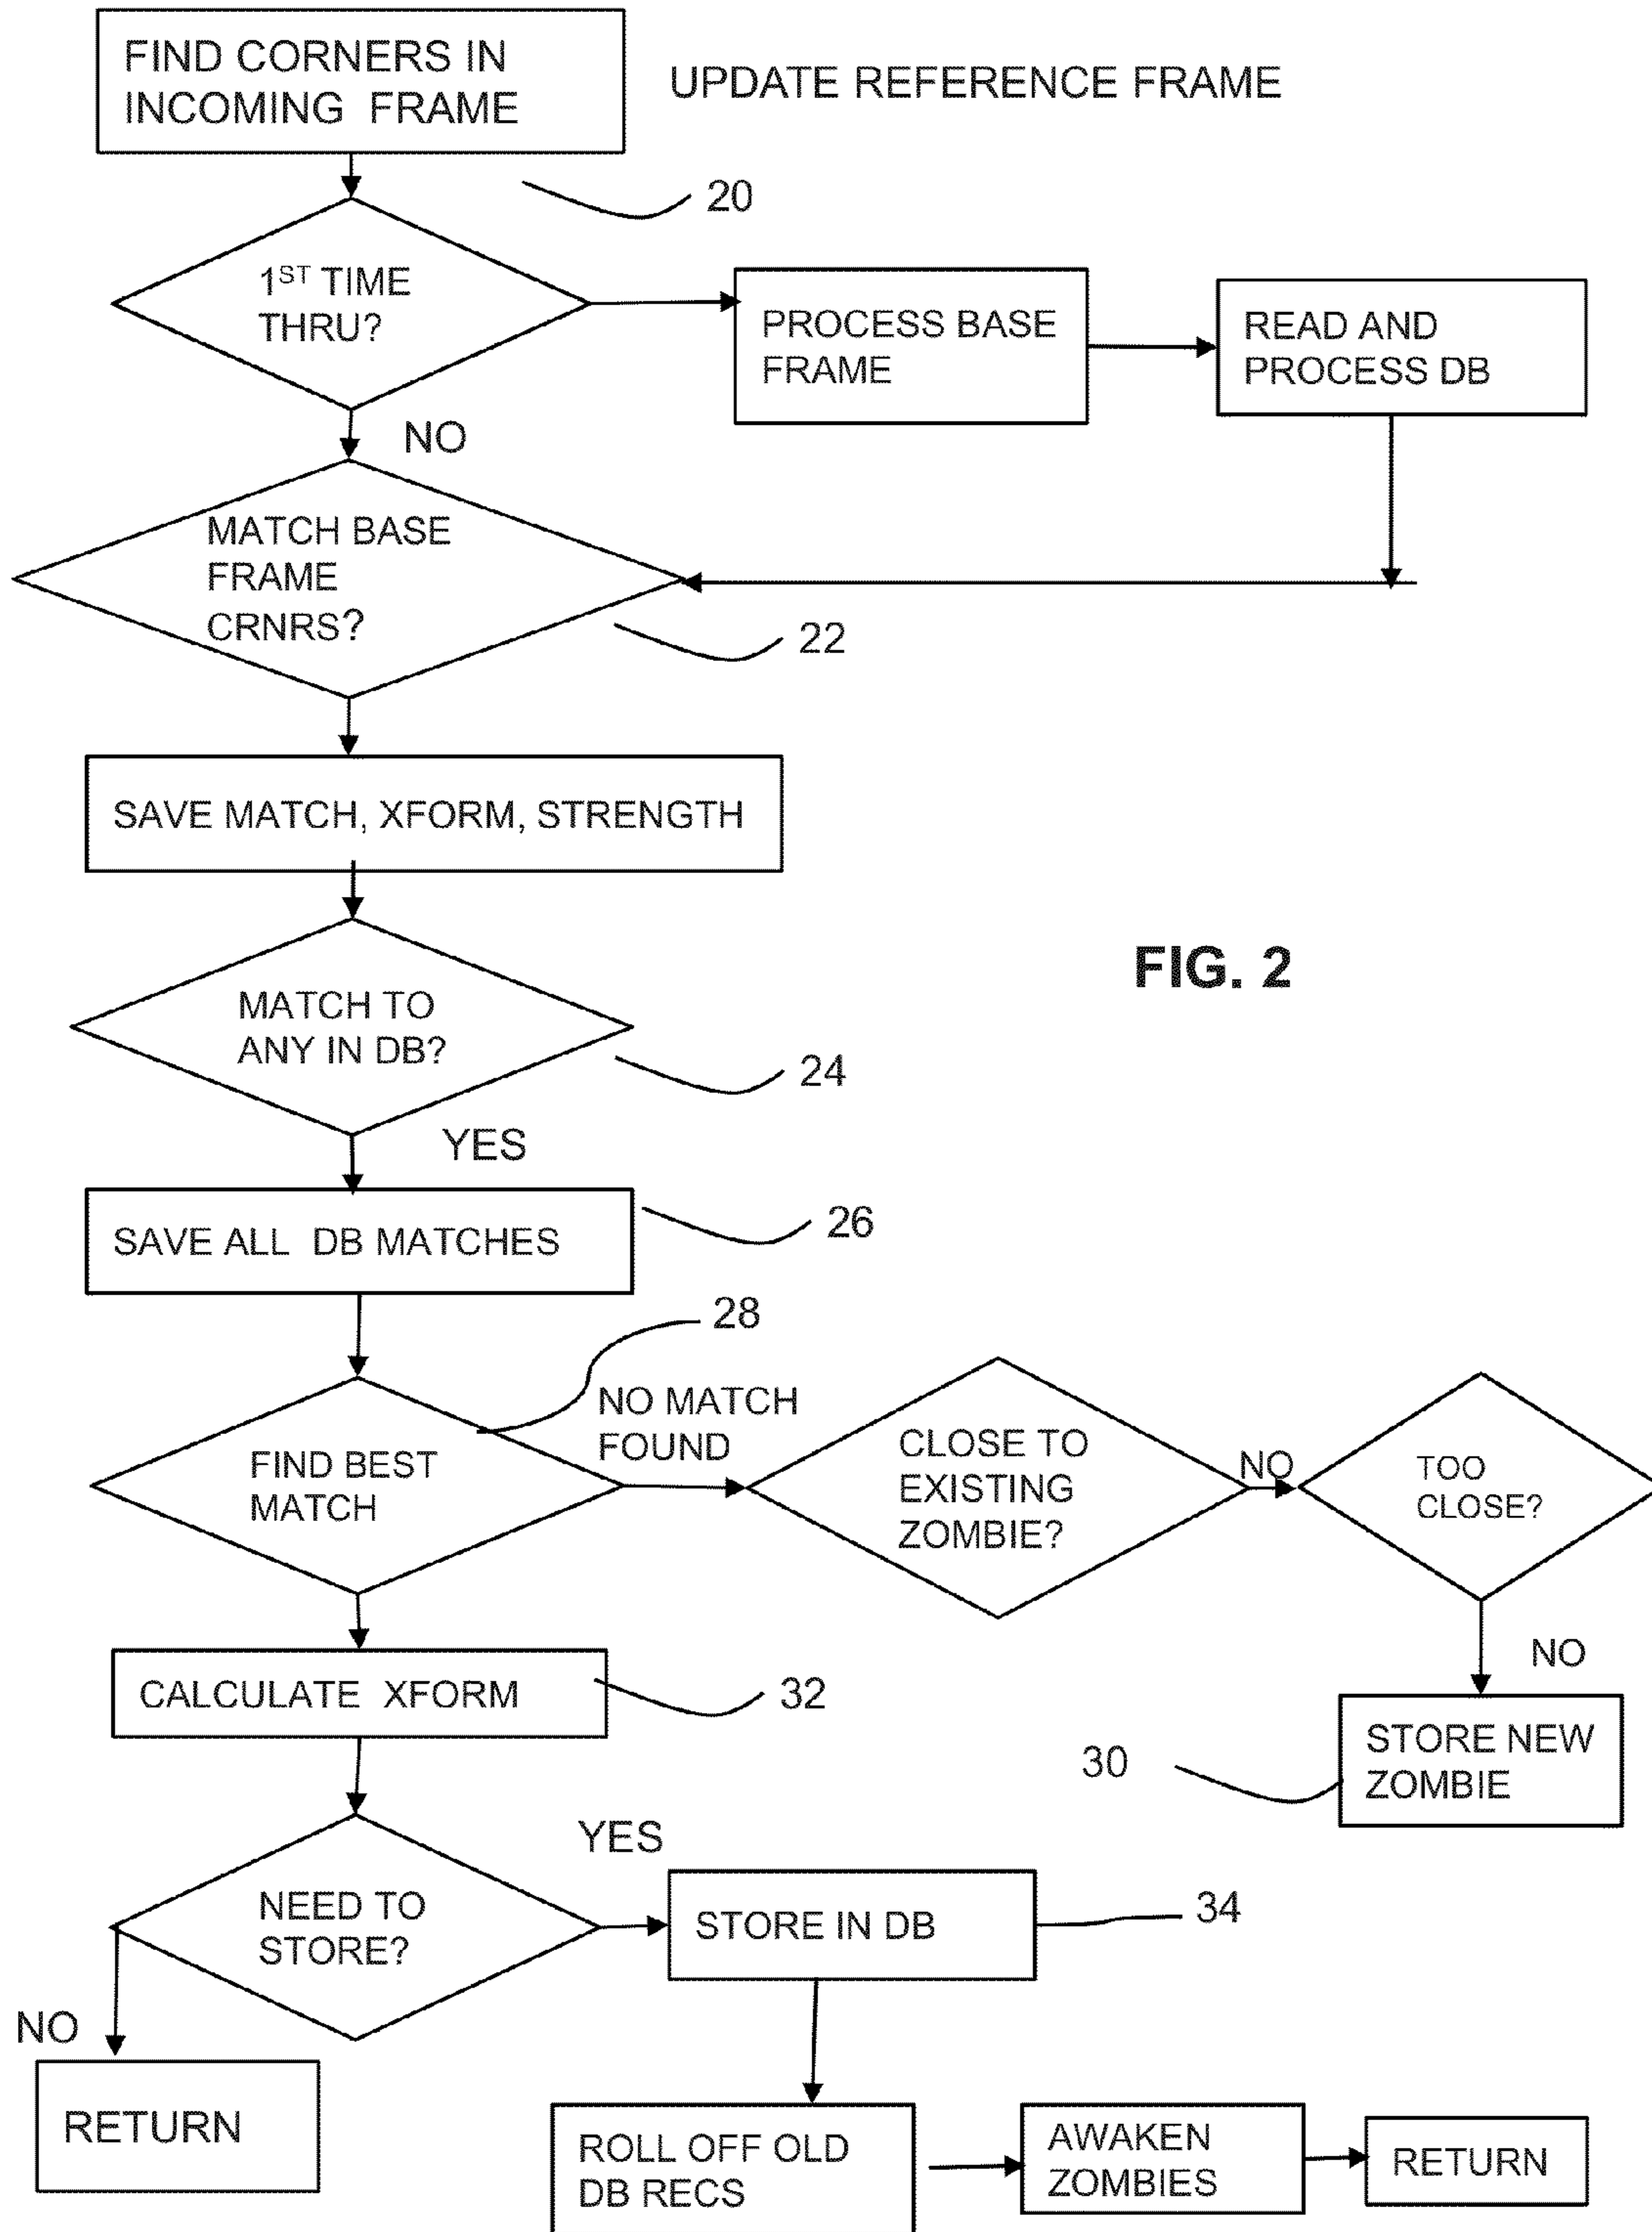 FIND CORNERS IN
INCOMING FRAME
UPDATE REFERENCE FRAME
20
1ST TIME
THRU?
PROCESS BASE
FRAME
READ AND
PROCESS DB
NO
MATCH BASE
FRAME
CRNRS?
22
SAVE MATCH, XFORM, STRENGTH
FIG. 2
MATCH TO
ANY IN DB?
24
YES
SAVE ALL DB MATCHES
26
28
NO MATCH
FOUND
FIND BEST
MATCH
CLOSE TO
EXISTING
ZOMBIE?
NO
TOO
CLOSE?
NO
CALCULATE XFORM
32
30
STORE NEW
ZOMBIE
YES
NEED TO
STORE?
STORE IN DB
34
NO
RETURN
ROLL OFF OLD
DB RECS
AWAKEN
ZOMBIES
RETURN